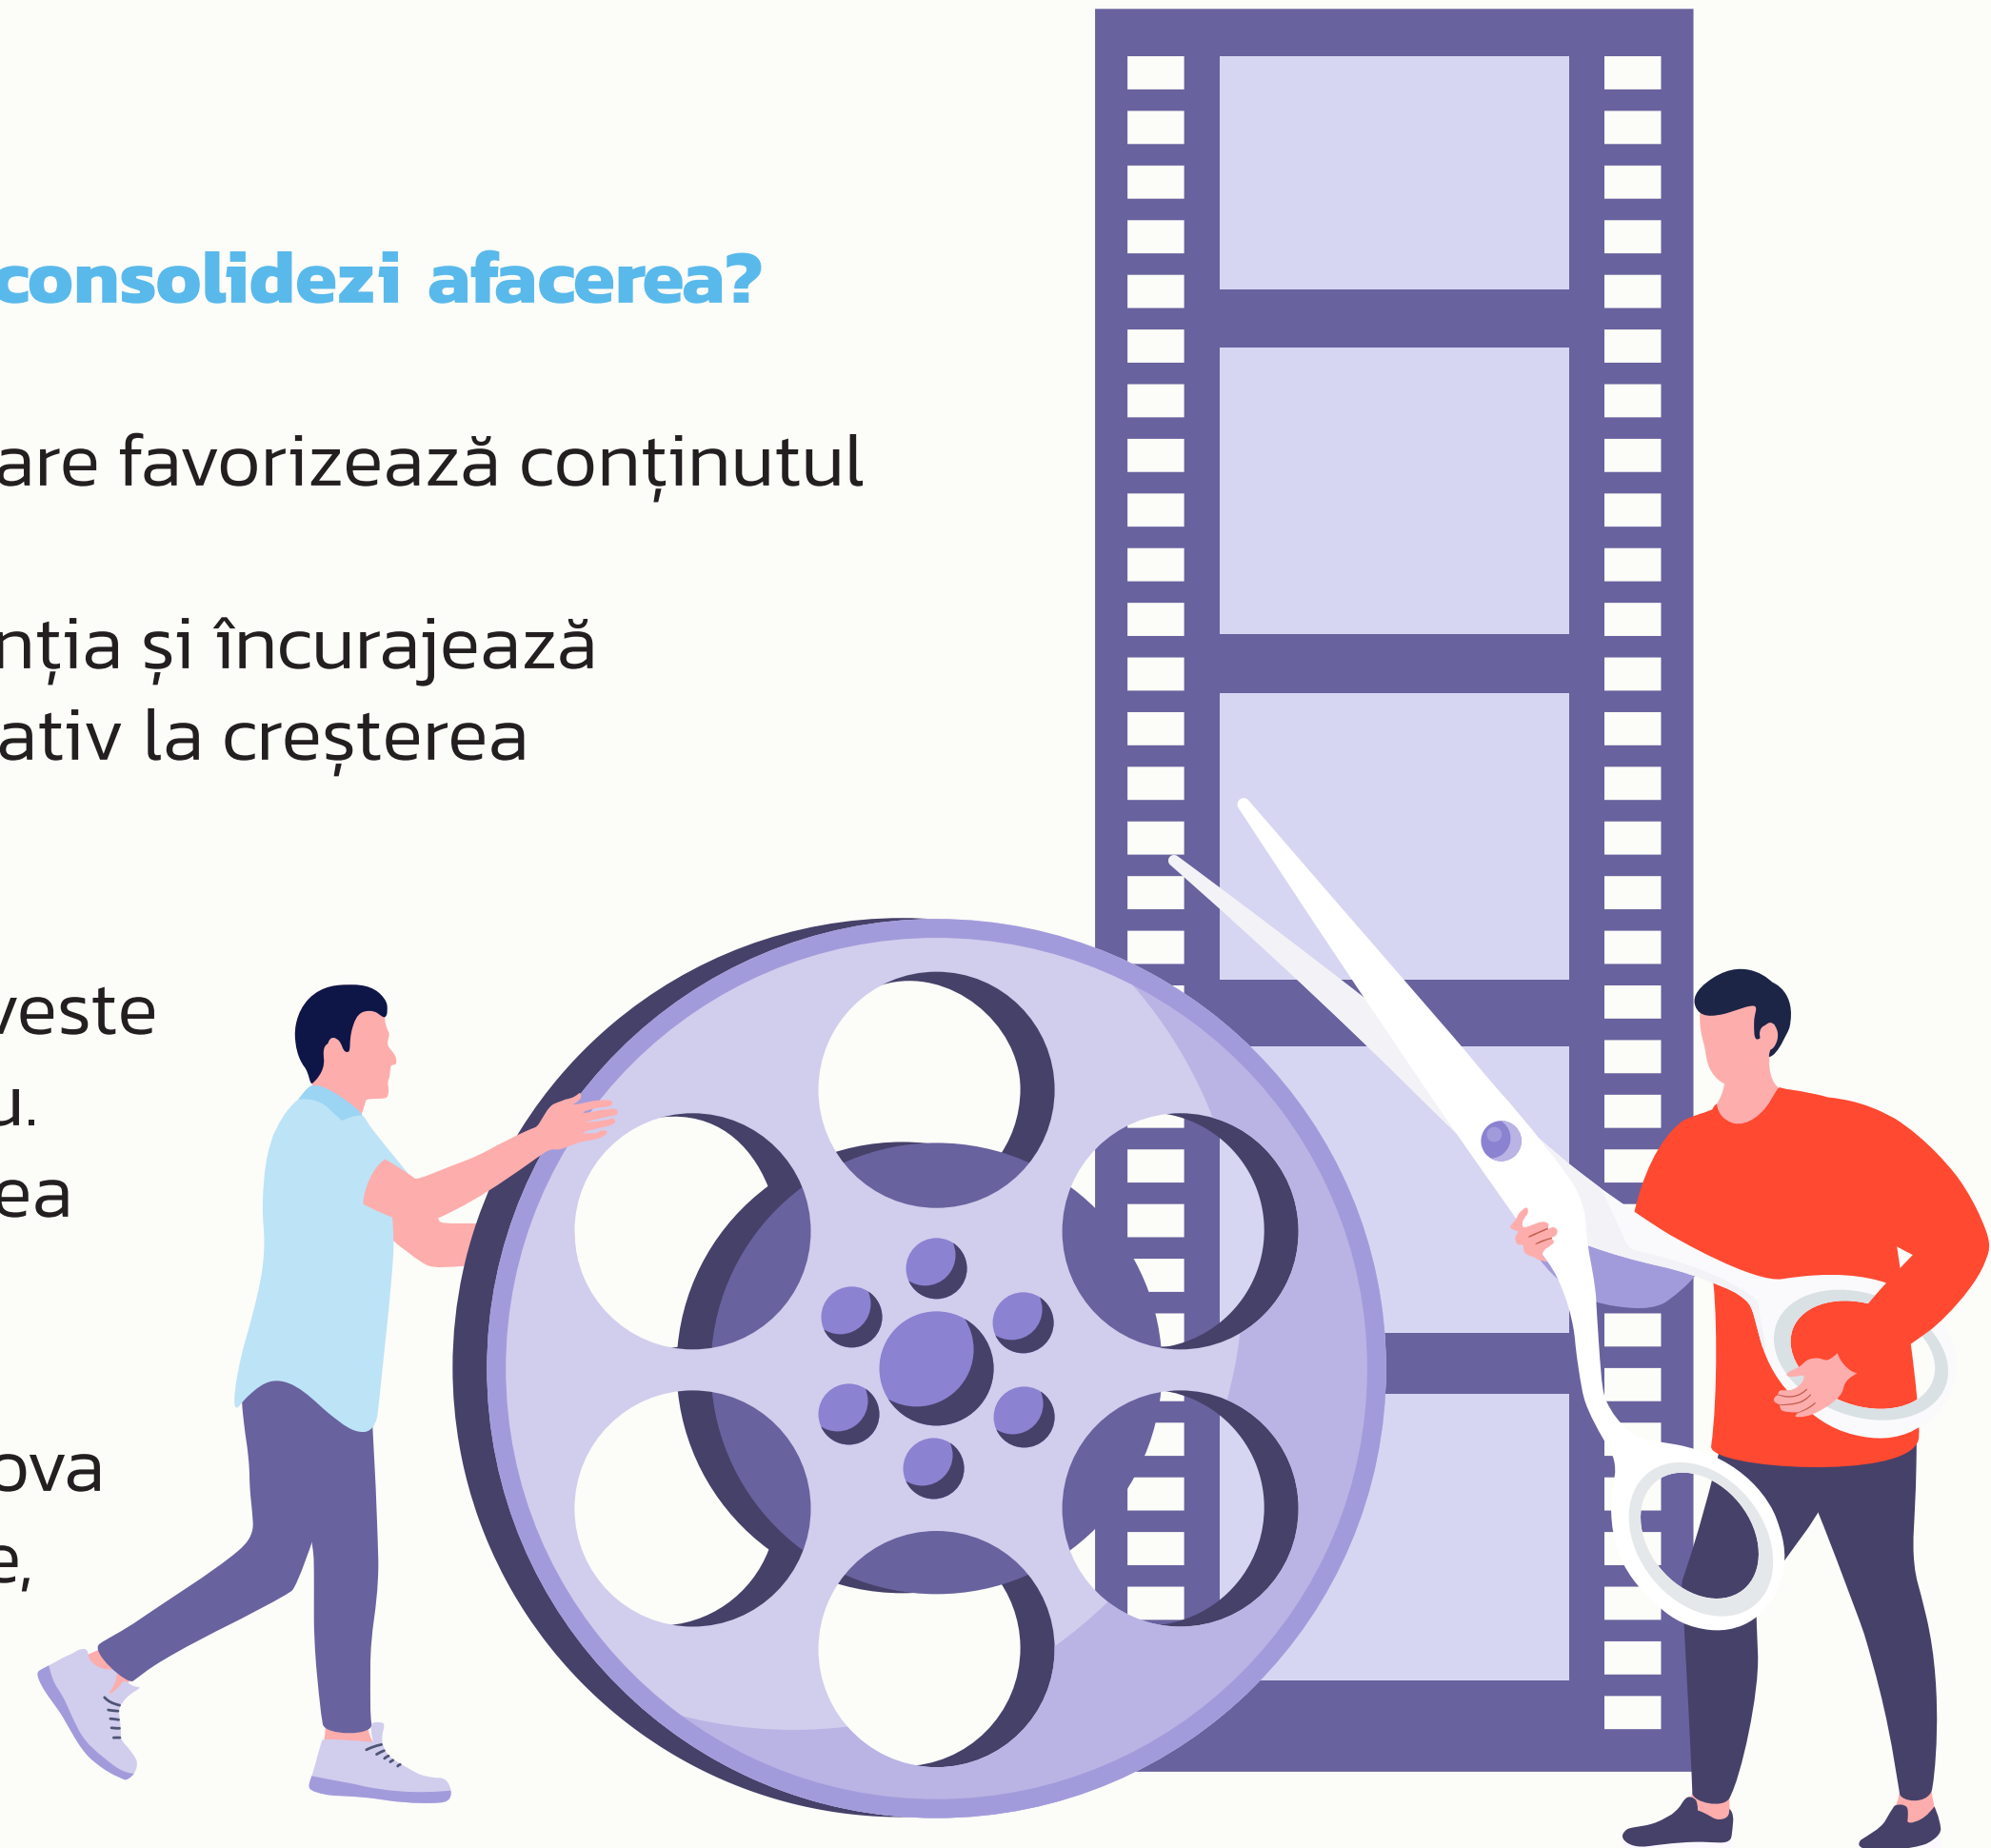 consolidezi afacerea?
are favorizează conținutul
nția și încurajează
ativ la creșterea
veste
u.
ea
ova
e,